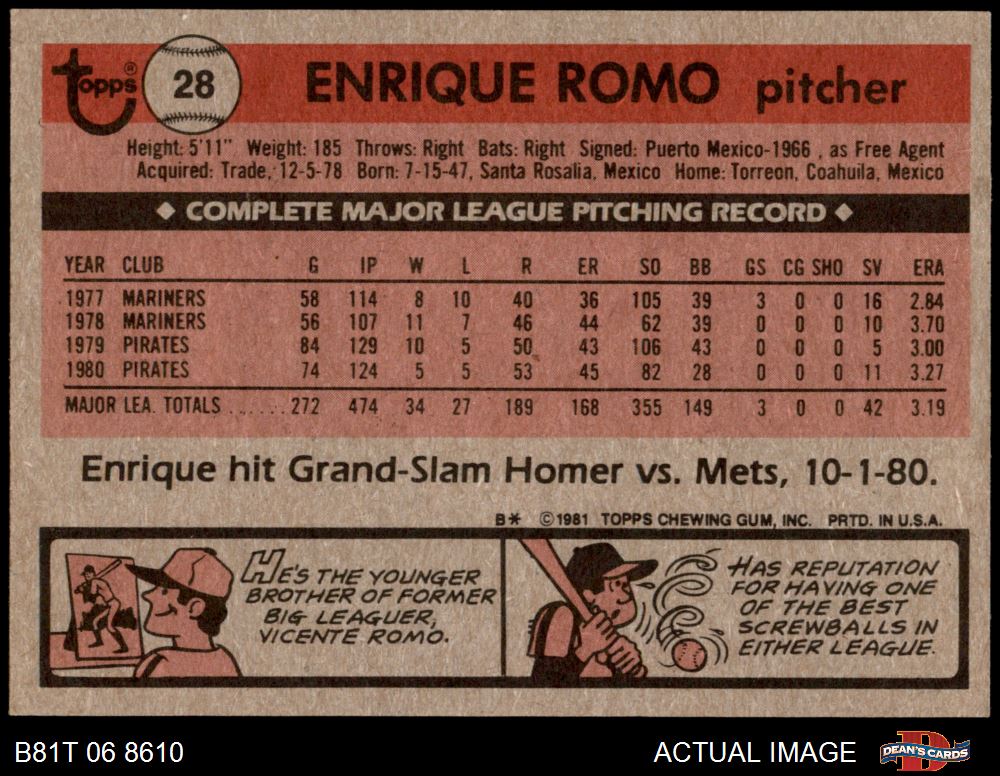 topps® 28 ENRIQUE ROMO pitcher
Height: 5'11" Weight: 185 Throws: Right Bats: Right Signed: Puerto Mexico-1966 , as Free Agent
Acquired: Trade, 12-5-78 Born: 7-15-47, Santa Rosalia, Mexico Home: Torreon, Coahuila, Mexico
◆ COMPLETE MAJOR LEAGUE PITCHING RECORD ◆
YEAR CLUB G IP W L R ER SO BB GS CG SHO SV ERA
1977 MARINERS 58 114 8 10 40 36 105 39 3 0 0 16 2.84
1978 MARINERS 56 107 11 7 46 44 62 39 0 0 0 10 3.70
1979 PIRATES 84 129 10 5 50 43 106 43 0 0 0 5 3.00
1980 PIRATES 74 124 5 5 53 45 82 28 0 0 0 11 3.27
MAJOR LEA. TOTALS ......272 474 34 27 189 168 355 149 3 0 0 42 3.19
Enrique hit Grand-Slam Homer vs. Mets, 10-1-80.
B* ©1981 TOPPS CHEWING GUM, INC. PRTD. IN U.S.A.
HE'S THE YOUNGER
BROTHER OF FORMER
BIG LEAGUER,
VICENTE ROMO.
HAS REPUTATION
FOR HAVING ONE
OF THE BEST
SCREWBALLS IN
EITHER LEAGUE.
B81T 06 8610 ACTUAL IMAGE DEAN'S CARDS